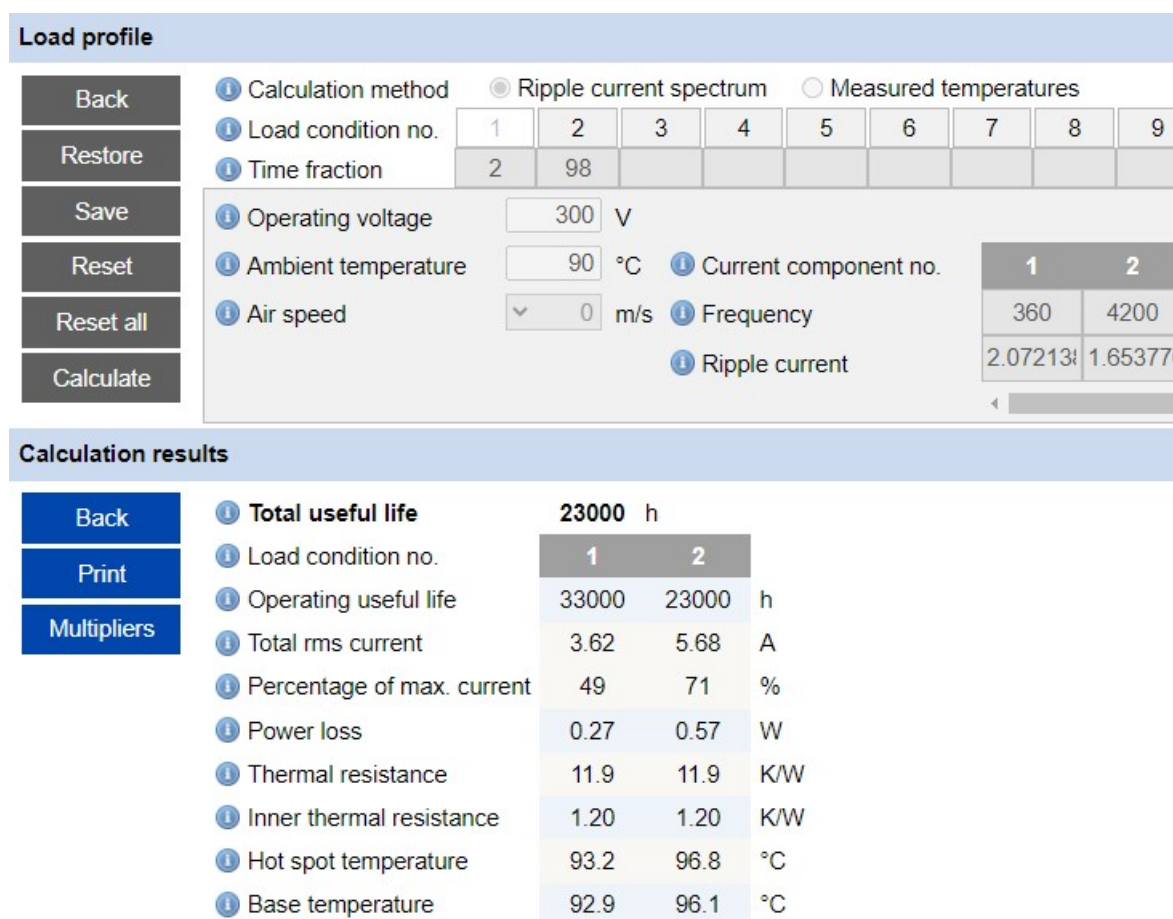 Load profile
Back
Calculation method Ripple current spectrum Measured temperatures
Load condition no. 1 2 3 4 5 6 7 8 9
Restore
Time fraction 2 98
Save
Operating voltage 300 V
Reset
Ambient temperature 90 °C Current component no. 1 2
Reset all
Air speed 0 m/s Frequency 360 4200
Calculate
Ripple current 2.072138 1.65377
Calculation results
Back
Total useful life 23000 h
Load condition no. 1 2
Print
Operating useful life 33000 23000 h
Multipliers
Total rms current 3.62 5.68 A
Percentage of max. current 49 71 %
Power loss 0.27 0.57 W
Thermal resistance 11.9 11.9 K/W
Inner thermal resistance 1.20 1.20 K/W
Hot spot temperature 93.2 96.8 °C
Base temperature 92.9 96.1 °C